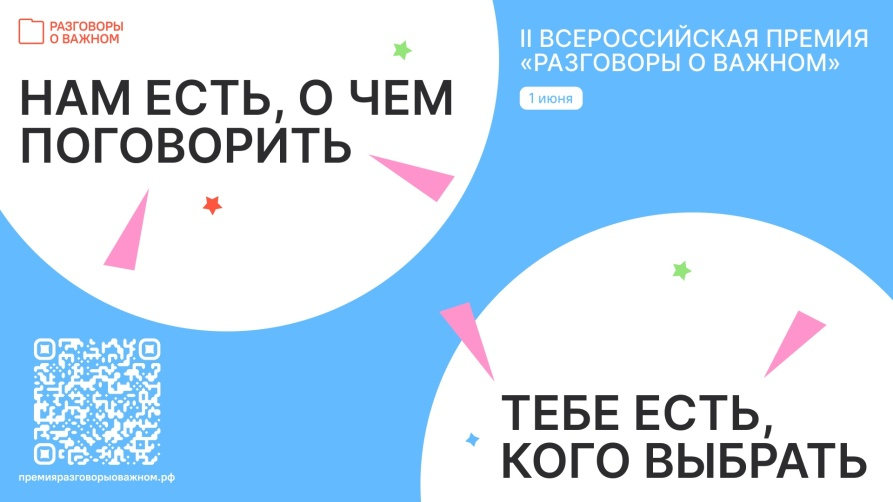 РАЗГОВОРЫ
О ВАЖНОМ
НАМ ЕСТЬ, О ЧЕМ
ПОГОВОРИТЬ
II ВСЕРОССИЙСКАЯ ПРЕМИЯ
«РАЗГОВОРЫ О ВАЖНОМ»
1 июня
премияразговорыоважном.рф
ТЕБЕ ЕСТЬ,
КОГО ВЫБРАТЬ